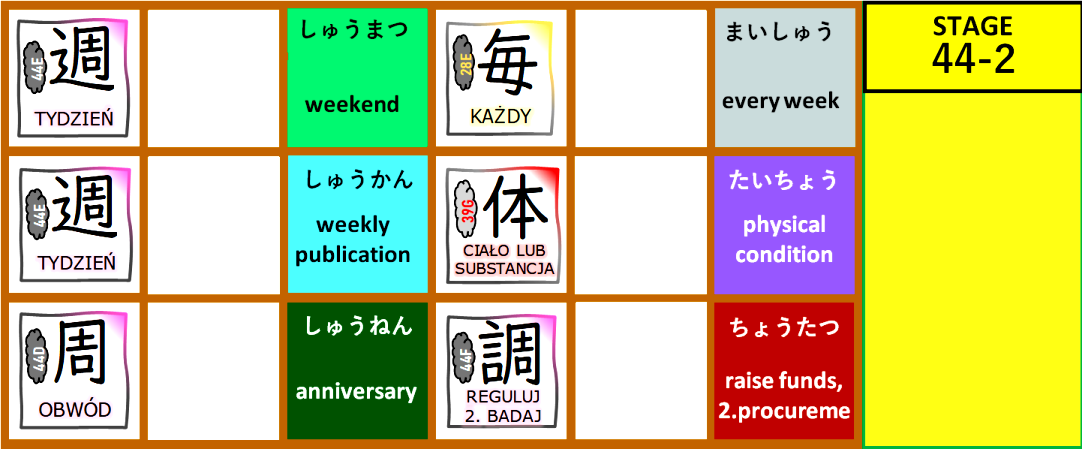 44E
週
TYDZIEŃ
しゅうまつ
weekend
28E
毎
KAŻDY
まいしゅう
every week
STAGE
44-2
44E
週
TYDZIEŃ
しゅうかん
weekly
publication
39G
体
CIAŁO LUB
SUBSTANCJA
たいちょう
physical
condition
44D
周
OBWÓD
しゅうねん
anniversary
44F
調
REGULUJ
2. BADAJ
ちょうたつ
raise funds,
2.procureme